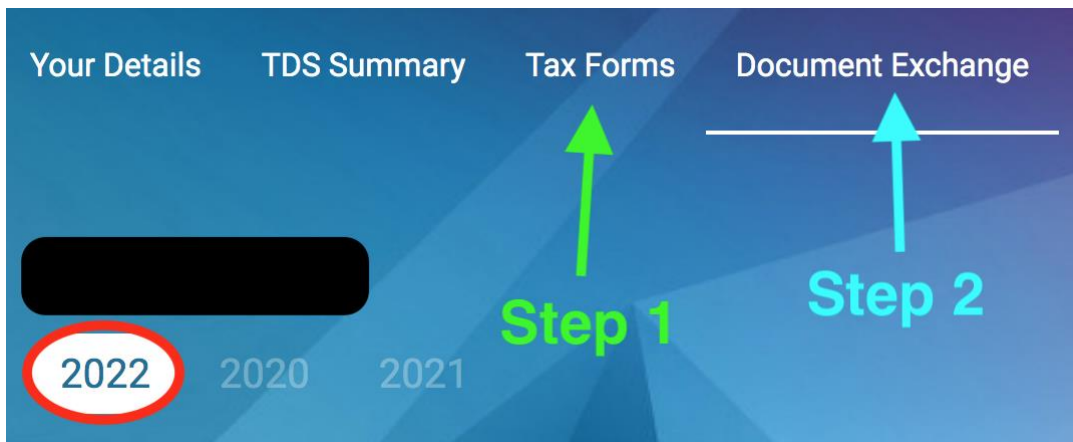 Your Details TDS Summary Tax Forms Document Exchange
Step 1 Step 2
2022 2020 2021